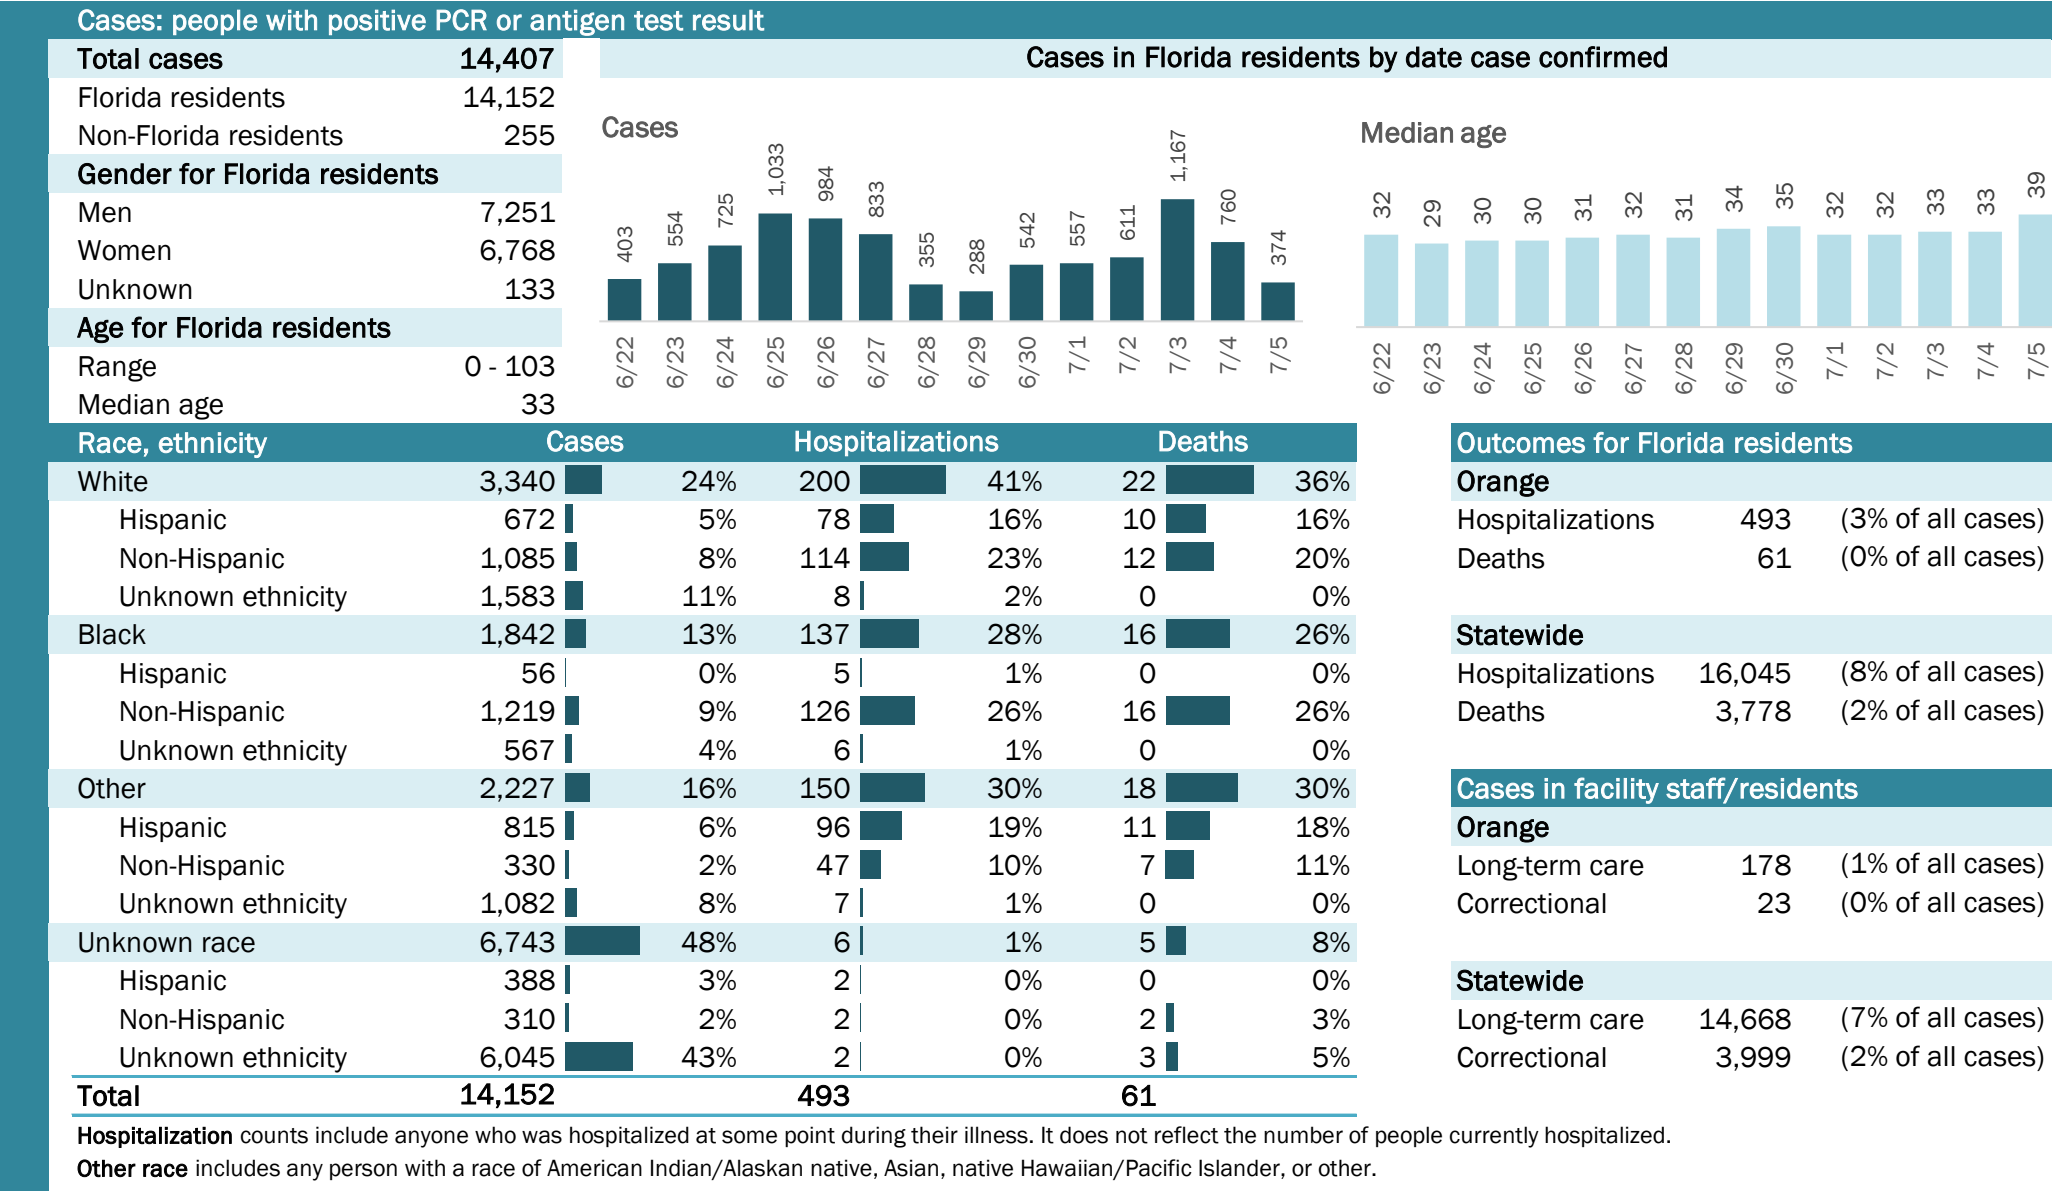 Cases: people with positive PCR or antigen test result
Total cases 14,407
Florida residents 14,152
Non-Florida residents 255
Gender for Florida residents
Men 7,251
Women 6,768
Unknown 133
Age for Florida residents
Range 0 - 103
Median age 33
Cases in Florida residents by date case confirmed
Cases
403 554 725 1,033 984 833 355 288 542 557 611 1,167 760 374
6/22 6/23 6/24 6/25 6/26 6/27 6/28 6/29 6/30 7/1 7/2 7/3 7/4 7/5
Median age
32 29 30 30 31 32 31 34 35 32 32 33 33 39
6/22 6/23 6/24 6/25 6/26 6/27 6/28 6/29 6/30 7/1 7/2 7/3 7/4 7/5
Race, ethnicity Cases Hospitalizations Deaths
White 3,340 24% 200 41% 22 36%
Hispanic 672 5% 78 16% 10 16%
Non-Hispanic 1,085 8% 114 23% 12 20%
Unknown ethnicity 1,583 11% 8 2% 0 0%
Black 1,842 13% 137 28% 16 26%
Hispanic 56 0% 5 1% 0 0%
Non-Hispanic 1,219 9% 126 26% 16 26%
Unknown ethnicity 567 4% 6 1% 0 0%
Other 2,227 16% 150 30% 18 30%
Hispanic 815 6% 96 19% 11 18%
Non-Hispanic 330 2% 47 10% 7 11%
Unknown ethnicity 1,082 8% 7 1% 0 0%
Unknown race 6,743 48% 6 1% 5 8%
Hispanic 388 3% 2 0% 0 0%
Non-Hispanic 310 2% 2 0% 2 3%
Unknown ethnicity 6,045 43% 2 0% 3 5%
Total 14,152 493 61
Outcomes for Florida residents
Orange
Hospitalizations 493 (3% of all cases)
Deaths 61 (0% of all cases)
Statewide
Hospitalizations 16,045 (8% of all cases)
Deaths 3,778 (2% of all cases)
Cases in facility staff/residents
Orange
Long-term care 178 (1% of all cases)
Correctional 23 (0% of all cases)
Statewide
Long-term care 14,668 (7% of all cases)
Correctional 3,999 (2% of all cases)
Hospitalization counts include anyone who was hospitalized at some point during their illness. It does not reflect the number of people currently hospitalized.
Other race includes any person with a race of American Indian/Alaskan native, Asian, native Hawaiian/Pacific Islander, or other.